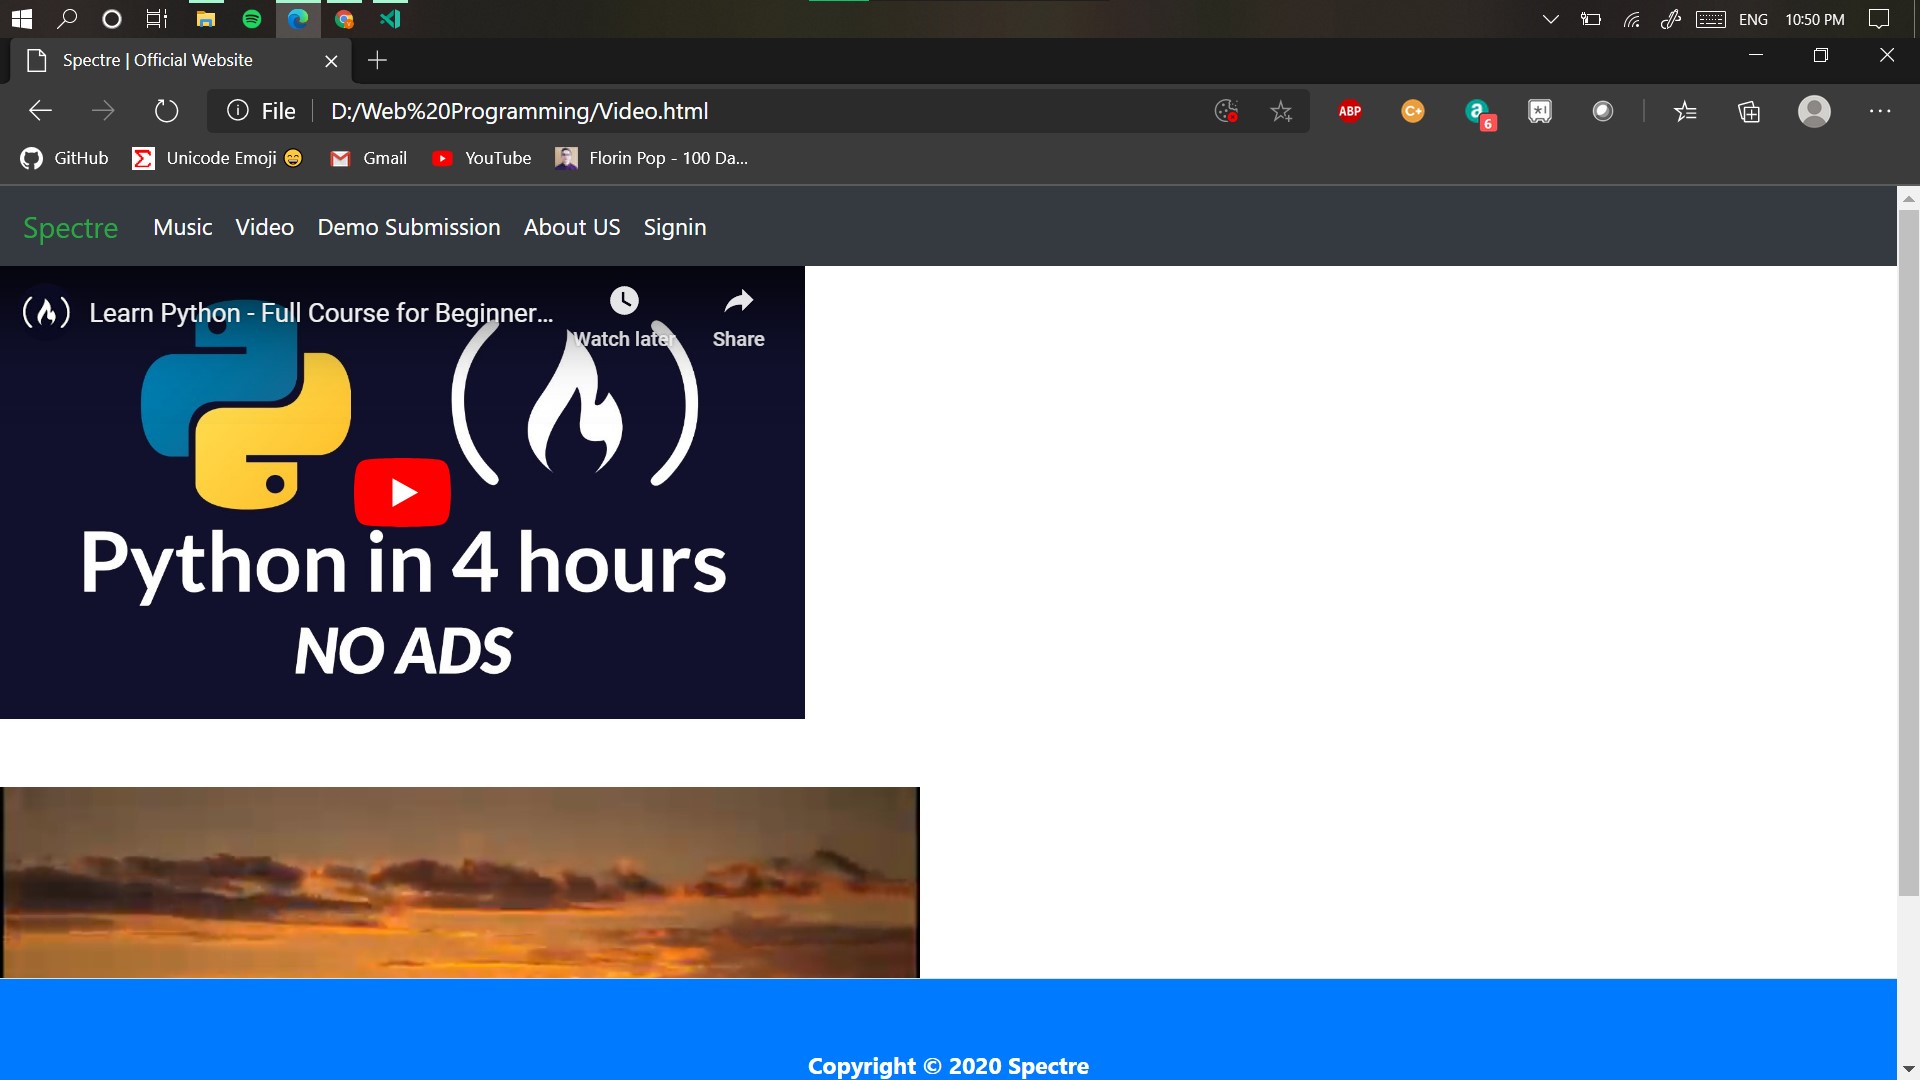 ENG 10:50 PM
Spectre | Official Website
File D:/Web%20Programming/Video.html ABP C+ a 6 *!
GitHub Unicode Emoji 😄 Gmail YouTube Florin Pop - 100 Da...
Spectre Music Video Demo Submission About US Signin
Learn Python - Full Course for Beginner...
Watch later Share
Python in 4 hours
NO ADS
Copyright © 2020 Spectre